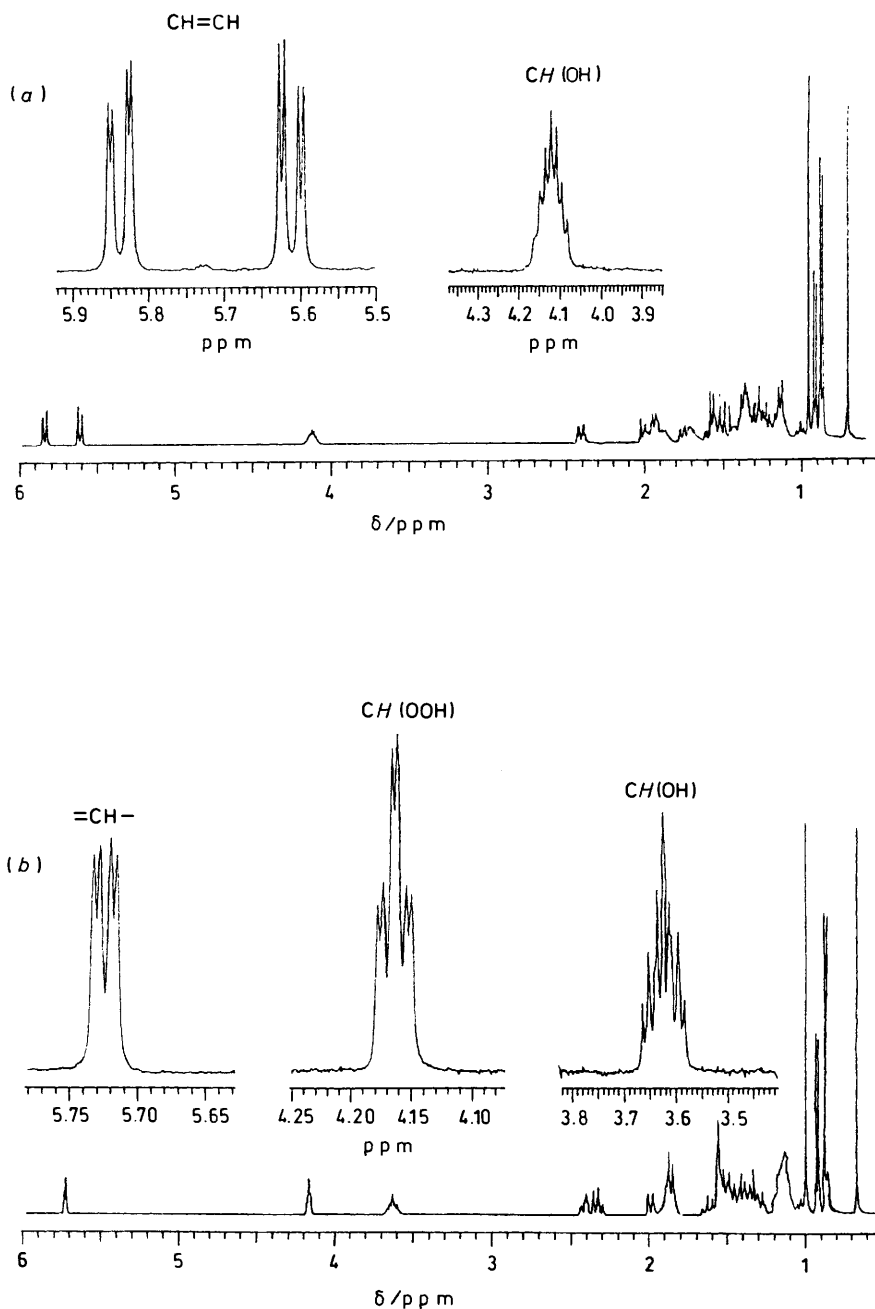 CH=CH
(a)
CH(OH)
5.9 5.8 5.7 5.6 5.5
ppm
4.3 4.2 4.1 4.0 3.9
ppm
6 5 4 3 2 1
δ/ppm
CH(OOH)
=CH–
CH(OH)
(b)
5.75 5.70 5.65
4.25 4.20 4.15 4.10
ppm
3.8 3.7 3.6 3.5
6 5 4 3 2 1
δ/ppm